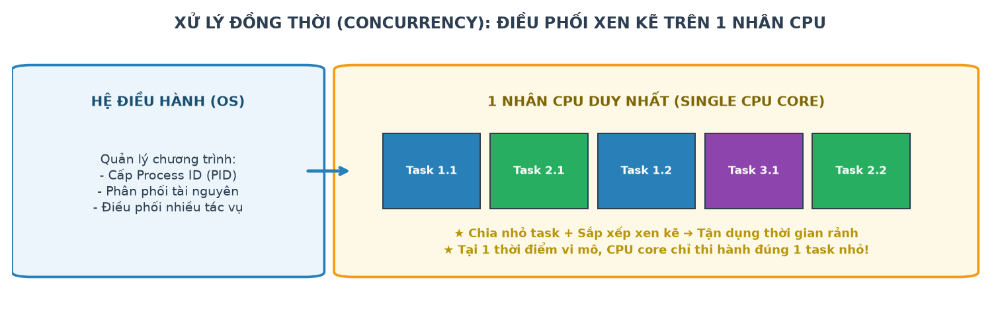 XỬ LÝ ĐỒNG THỜI (CONCURRENCY): ĐIỀU PHỐI XEN KẼ TRÊN 1 NHÂN CPU
HỆ ĐIỀU HÀNH (OS)
Quản lý chương trình:
- Cấp Process ID (PID)
- Phân phối tài nguyên
- Điều phối nhiều tác vụ
1 NHÂN CPU DUY NHẤT (SINGLE CPU CORE)
Task 1.1
Task 2.1
Task 1.2
Task 3.1
Task 2.2
★ Chia nhỏ task + Sắp xếp xen kẽ → Tận dụng thời gian rảnh
★ Tại 1 thời điểm vi mô, CPU core chỉ thi hành đúng 1 task nhỏ!